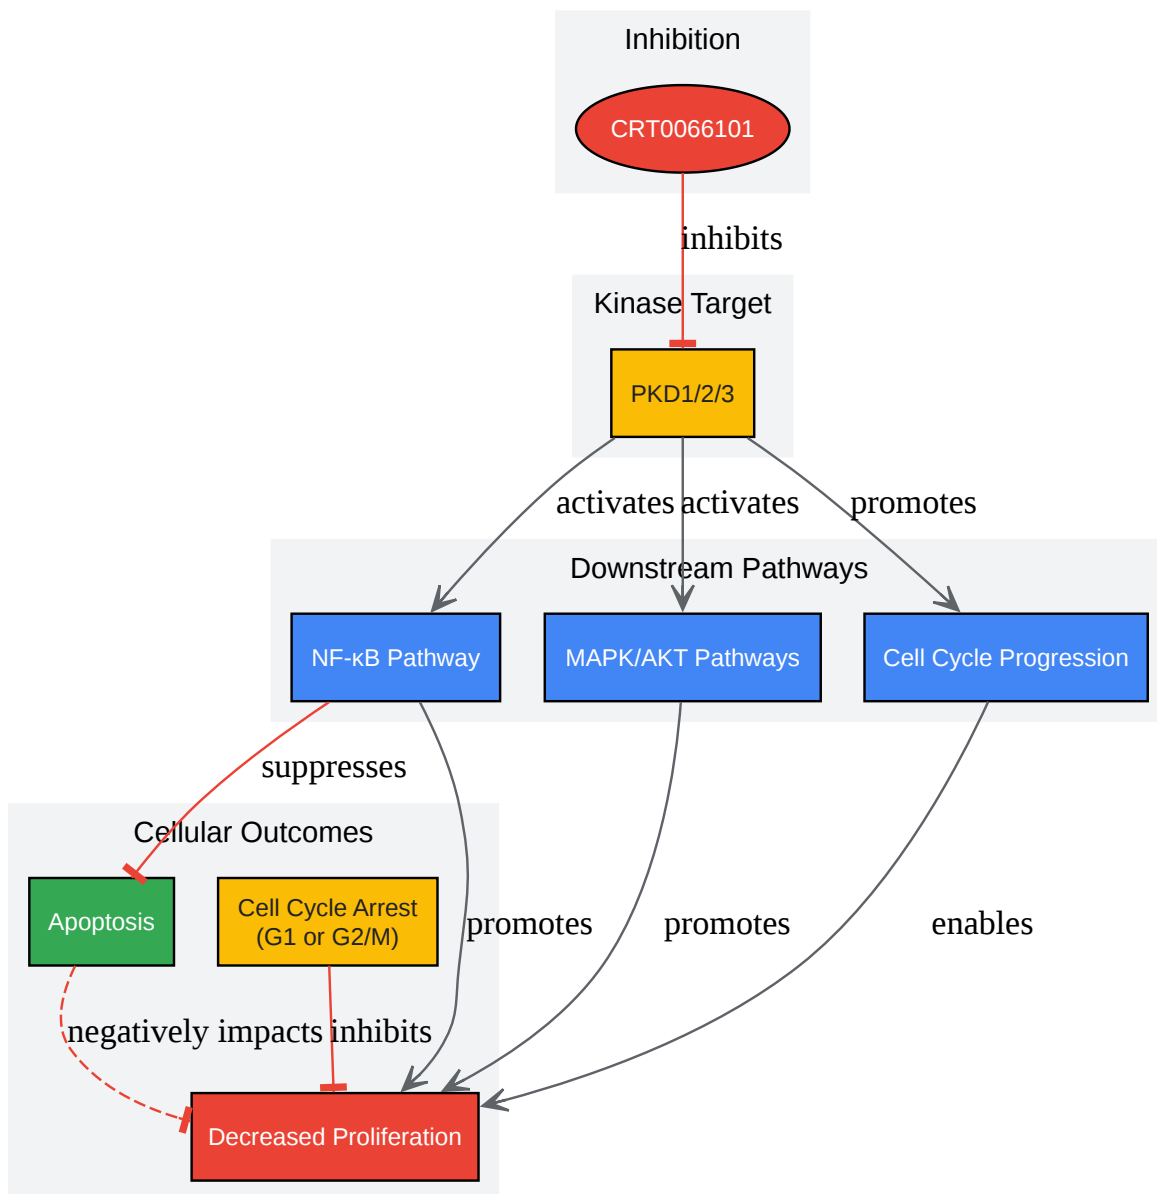 Inhibition
CRT0066101
inhibits
Kinase Target
PKD1/2/3
activates
activates
promotes
Downstream Pathways
NF-κB Pathway
MAPK/AKT Pathways
Cell Cycle Progression
suppresses
Cellular Outcomes
Apoptosis
Cell Cycle Arrest
(G1 or G2/M)
promotes
promotes
enables
negatively impacts
inhibits
Decreased Proliferation